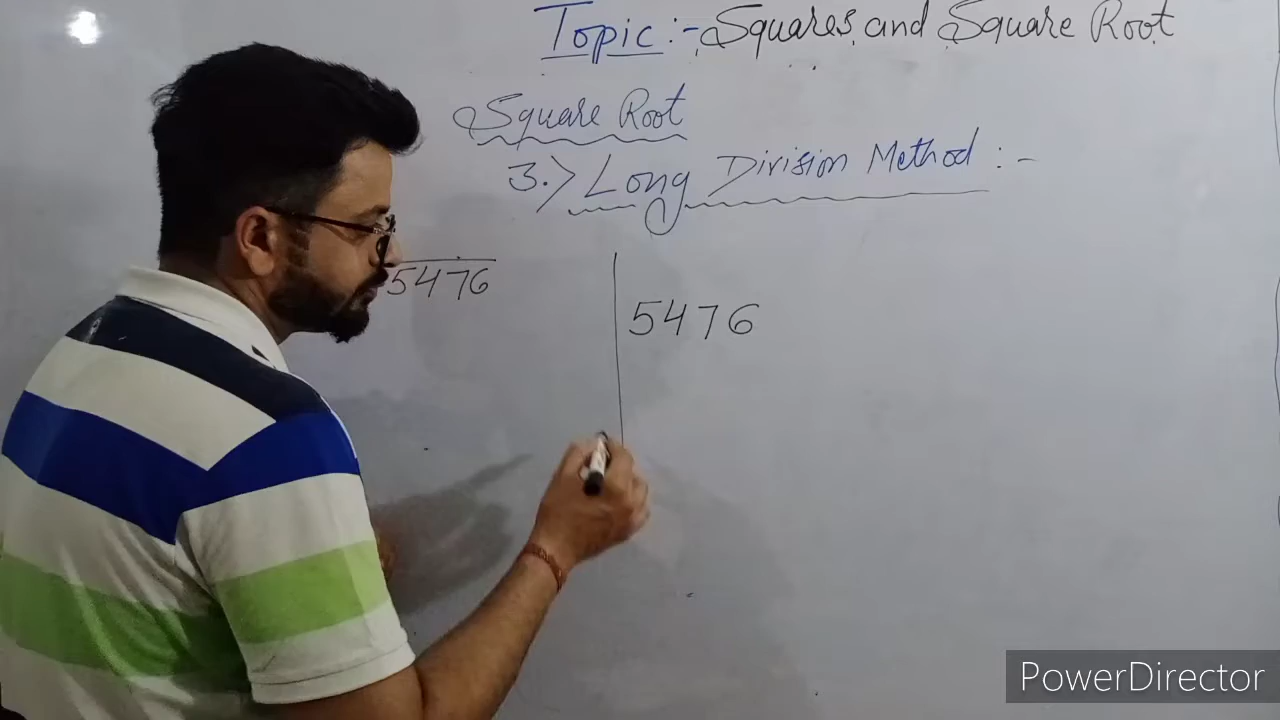 Topic :- Squares and Square Root
Square Root
3.> Long Division Method :-
5476
5476
PowerDirector